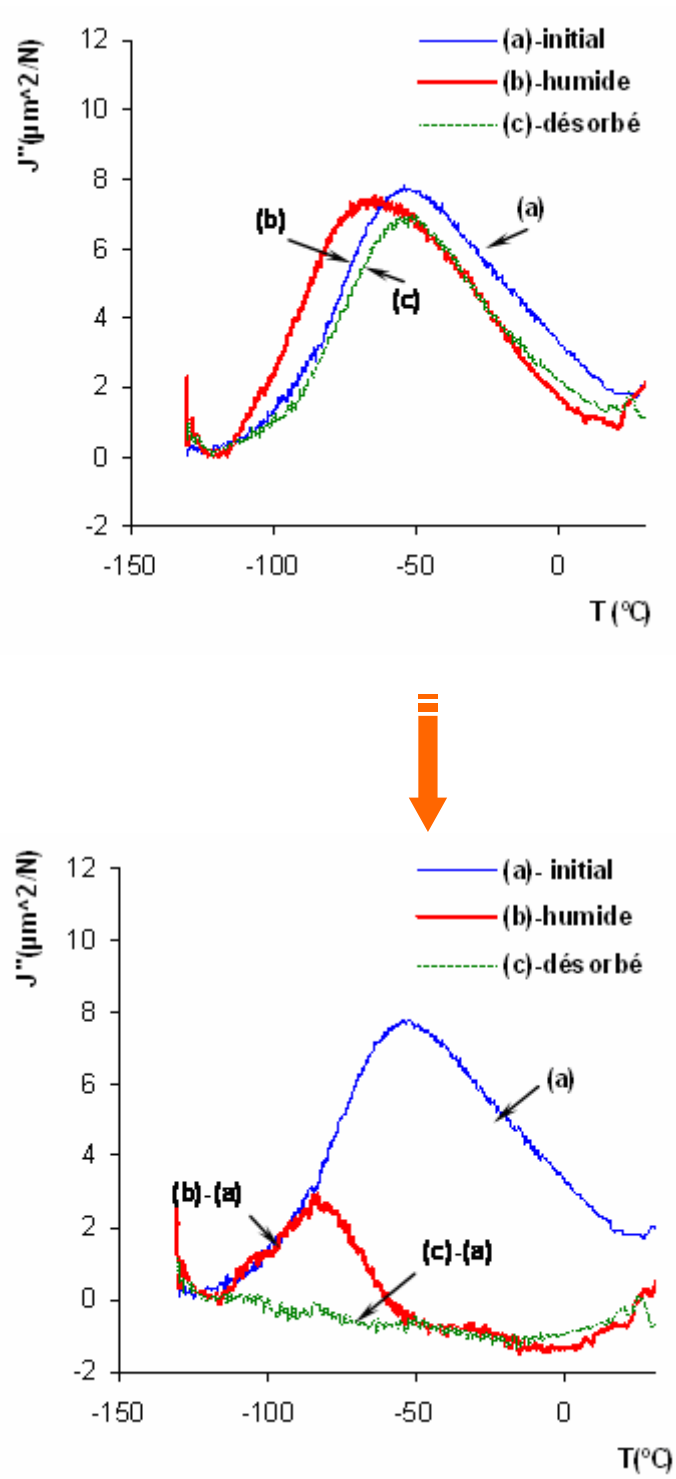 12
10
8
6
4
2
0
-2
J"(µm^2/N)
(a)-initial
(b)-humide
(c)-désorbé
(a)
(b)
(c)
-150 -100 -50 0
T (°C)
12
10
8
6
4
2
0
-2
J"(µm^2/N)
(a)- initial
(b)-humide
(c)-désorbé
(a)
(b)-(a)
(c)-(a)
-150 -100 -50 0
T(°C)